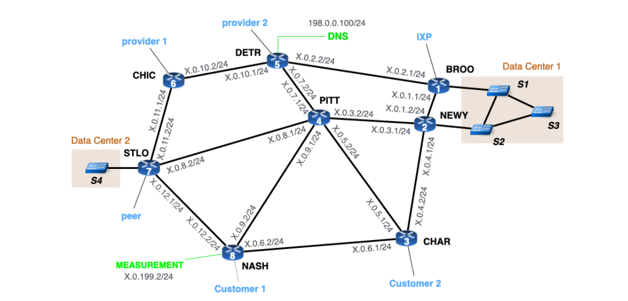 provider 2
198.0.0.100/24
DNS
provider 1
IXP
DETR
X.0.2.2/24
X.0.10.2/24
X.0.10.1/24
5
BROO
Data Center 1
CHIC
6
X.0.7.2/24
X.0.7.1/24
X.0.2.1/24
1
S1
X.0.1.1/24
PITT
X.0.11.1/24
X.0.11.2/24
4
X.0.3.2/24
X.0.1.2/24
NEWY
S3
X.0.3.1/24
2
S2
Data Center 2
STLO
X.0.8.1/24
X.0.5.2/24
X.0.9.1/24
X.0.4.1/24
S4
7
X.0.8.2/24
X.0.12.1/24
X.0.5.1/24
X.0.4.2/24
peer
X.0.9.2/24
X.0.12.2/24
X.0.6.2/24
3
CHAR
X.0.6.1/24
8
MEASUREMENT
X.0.199.2/24
NASH
Customer 1
Customer 2